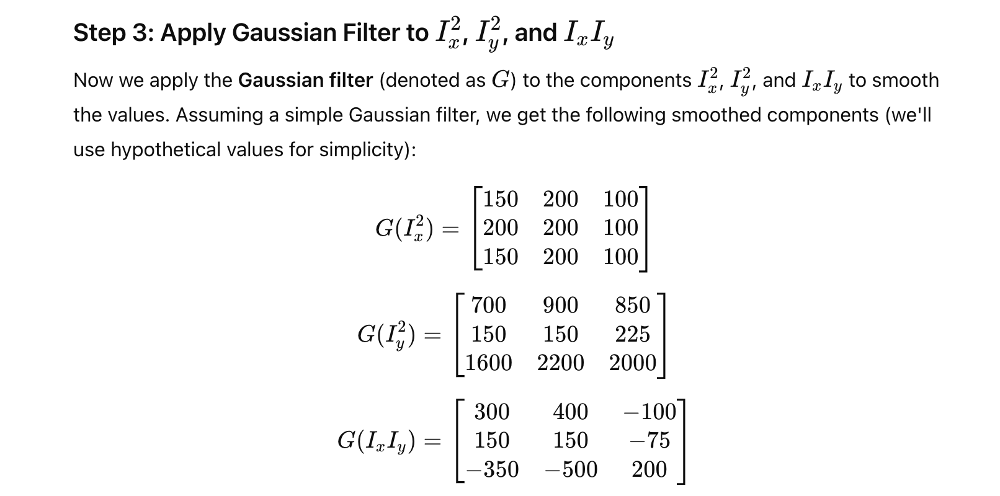 Step 3: Apply Gaussian Filter to $I_x^2$, $I_y^2$, and $I_xI_y$
Now we apply the Gaussian filter (denoted as $G$) to the components $I_x^2$, $I_y^2$, and $I_xI_y$ to smooth
the values. Assuming a simple Gaussian filter, we get the following smoothed components (we'll
use hypothetical values for simplicity):
$G(I_x^2) = \begin{bmatrix} 150 & 200 & 100 \\ 200 & 200 & 100 \\ 150 & 200 & 100 \end{bmatrix}$
$G(I_y^2) = \begin{bmatrix} 700 & 900 & 850 \\ 150 & 150 & 225 \\ 1600 & 2200 & 2000 \end{bmatrix}$
$G(I_xI_y) = \begin{bmatrix} 300 & 400 & -100 \\ 150 & 150 & -75 \\ -350 & -500 & 200 \end{bmatrix}$